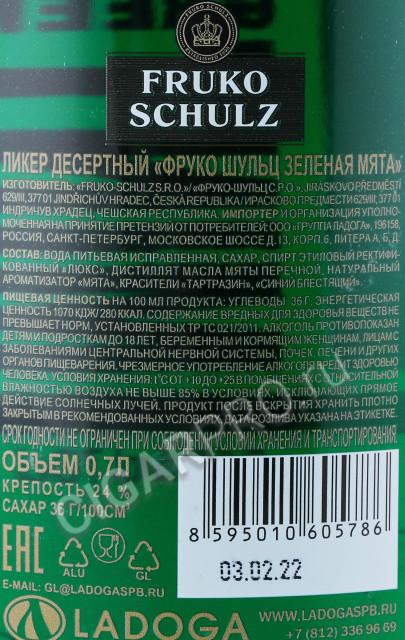 FRUKO
SCHULZ
ЛИКЕР ДЕСЕРТНЫЙ «ФРУКО ШУЛЬЦ ЗЕЛЕНАЯ МЯТА»
ИЗГОТОВИТЕЛЬ: «FRUKO-SCHULZ S.R.O.»/ «ФРУКО-ШУЛЬЦ С.Р.О.», JIRÁSKOVO PŘEDMĚSTÍ
629/III, 377 01 JINDŘICHŮV HRADEC, ČESKÁ REPUBLIKA/ ИРАСКОВО ПРЖЕДМЕСТИ 629/III, 377 01
ИНДРЖИЧУВ ХРАДЕЦ, ЧЕШСКАЯ РЕСПУБЛИКА. ИМПОРТЕР И ОРГАНИЗАЦИЯ УПОЛНО-
МОЧЕННАЯ НА ПРИНЯТИЕ ПРЕТЕНЗИЙ ОТ ПОТРЕБИТЕЛЕЙ: ООО «ГРУППА ЛАДОГА», 196158,
РОССИЯ, САНКТ-ПЕТЕРБУРГ, МОСКОВСКОЕ ШОССЕ Д.13, КОРП.6, ЛИТЕРА А, Б, Д.
СОСТАВ: ВОДА ПИТЬЕВАЯ ИСПРАВЛЕННАЯ, САХАР, СПИРТ ЭТИЛОВЫЙ РЕКТИФИ-
КОВАННЫЙ «ЛЮКС», ДИСТИЛЛЯТ МАСЛА МЯТЫ ПЕРЕЧНОЙ, НАТУРАЛЬНЫЙ
АРОМАТИЗАТОР «МЯТА», КРАСИТЕЛИ «ТАРТРАЗИН», «СИНИЙ БЛЕСТЯЩИЙ».
ПИЩЕВАЯ ЦЕННОСТЬ НА 100 МЛ ПРОДУКТА: УГЛЕВОДЫ 36 Г, ЭНЕРГЕТИЧЕСКАЯ
ЦЕННОСТЬ 1070 КДЖ/ 280 ККАЛ. СОДЕРЖАНИЕ ВРЕДНЫХ ДЛЯ ЗДОРОВЬЯ ВЕЩЕСТВ НЕ
ПРЕВЫШАЕТ НОРМ, УСТАНОВЛЕННЫХ ТР ТС 021/2011. АЛКОГОЛЬ ПРОТИВОПОКАЗАН
ДЕТЯМ И ПОДРОСТКАМ ДО 18 ЛЕТ, БЕРЕМЕННЫМ И КОРМЯЩИМ ЖЕНЩИНАМ, ЛИЦАМ С
ЗАБОЛЕВАНИЯМИ ЦЕНТРАЛЬНОЙ НЕРВНОЙ СИСТЕМЫ, ПОЧЕК, ПЕЧЕНИ И ДРУГИХ
ОРГАНОВ ПИЩЕВАРЕНИЯ. ЧРЕЗМЕРНОЕ УПОТРЕБЛЕНИЕ АЛКОГОЛЯ ВРЕДИТ ЗДОРОВЬЮ
ЧЕЛОВЕКА. УСЛОВИЯ ХРАНЕНИЯ: t°С ОТ +10 ДО +25 В ПОМЕЩЕНИЯХ С ОТНОСИТЕЛЬНОЙ
ВЛАЖНОСТЬЮ ВОЗДУХА НЕ ВЫШЕ 85% В УСЛОВИЯХ, ИСКЛЮЧАЮЩИХ ПРЯМОЕ
ДЕЙСТВИЕ СОЛНЕЧНЫХ ЛУЧЕЙ. ПРОДУКТ ПОСЛЕ ВСКРЫТИЯ ХРАНИТЬ ПЛОТНО
ЗАКРЫТЫМ В РЕКОМЕНДОВАННЫХ УСЛОВИЯХ. ДАТА РОЗЛИВА УКАЗАНА НА ЭТИКЕТКЕ.
СРОК ГОДНОСТИ НЕ ОГРАНИЧЕН ПРИ СОБЛЮДЕНИИ УСЛОВИЙ ХРАНЕНИЯ И ТРАНСПОРТИРОВАНИЯ.
ОБЪЕМ 0,7Л
КРЕПОСТЬ 24 %
САХАР 36 Г/100СМ³
8 595010 605786
03.02.22
EAC
ALU
GL
E-MAIL: GL@LADOGASPB.RU
LADOGA
WWW.LADOGASPB.RU
+7 (812) 336 96 69
CIGARPRO.RU